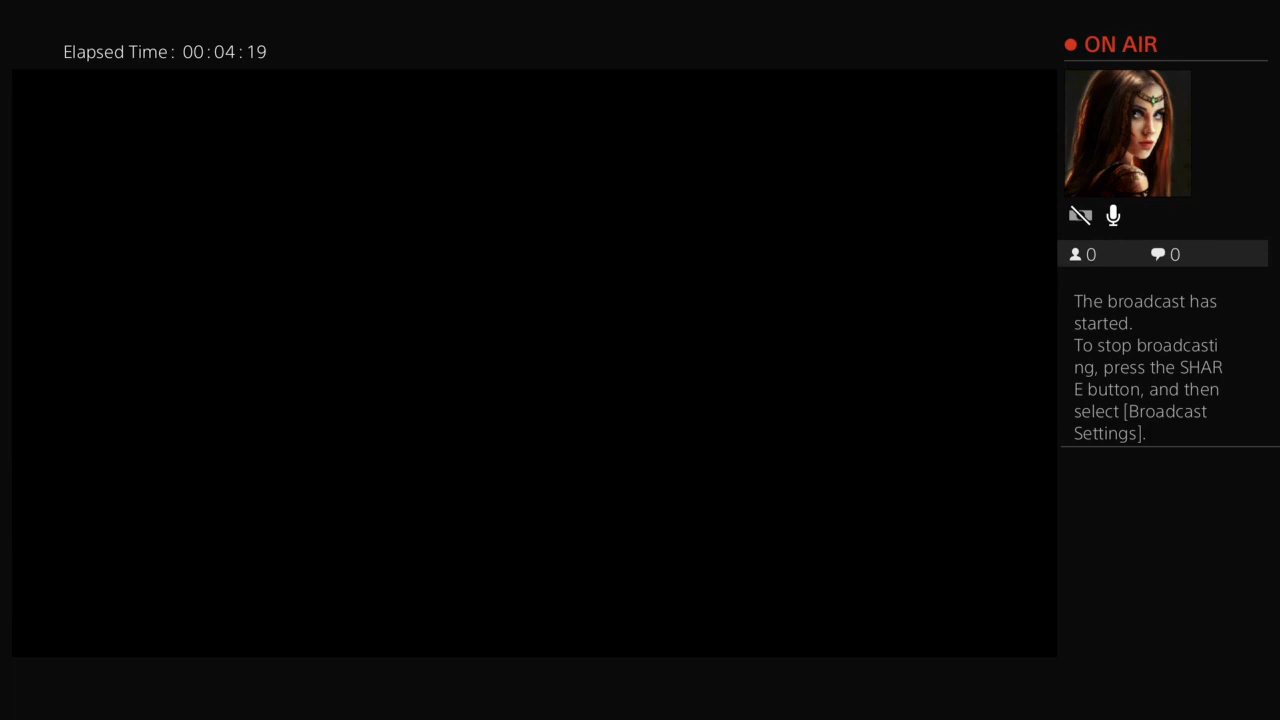 Elapsed Time: 00:04:19
ON AIR
0 0
The broadcast has
started.
To stop broadcasti
ng, press the SHAR
E button, and then
select [Broadcast
Settings].